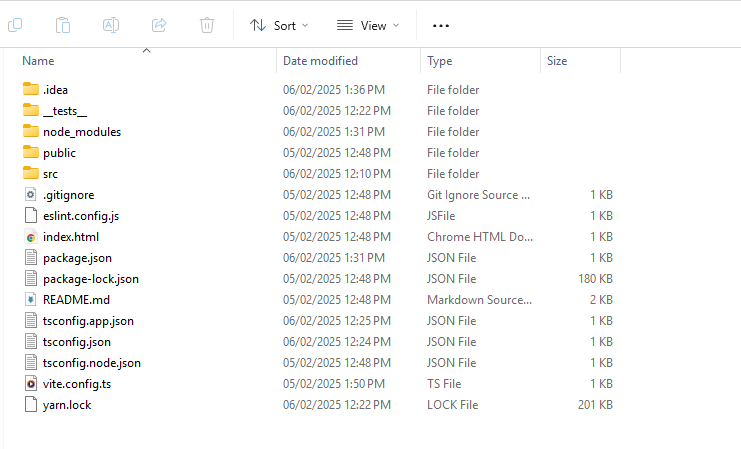 Sort View ...
Name Date modified Type Size
.idea 06/02/2025 1:36 PM File folder
__tests__ 06/02/2025 12:22 PM File folder
node_modules 06/02/2025 1:31 PM File folder
public 05/02/2025 12:48 PM File folder
src 06/02/2025 12:10 PM File folder
.gitignore 05/02/2025 12:48 PM Git Ignore Source ... 1 KB
eslint.config.js 05/02/2025 12:48 PM JSFile 1 KB
index.html 05/02/2025 12:48 PM Chrome HTML Do... 1 KB
package.json 06/02/2025 1:31 PM JSON File 1 KB
package-lock.json 05/02/2025 12:48 PM JSON File 180 KB
README.md 05/02/2025 12:48 PM Markdown Source... 2 KB
tsconfig.app.json 06/02/2025 12:25 PM JSON File 1 KB
tsconfig.json 06/02/2025 12:24 PM JSON File 1 KB
tsconfig.node.json 05/02/2025 12:48 PM JSON File 1 KB
vite.config.ts 05/02/2025 1:50 PM TS File 1 KB
yarn.lock 06/02/2025 12:22 PM LOCK File 201 KB